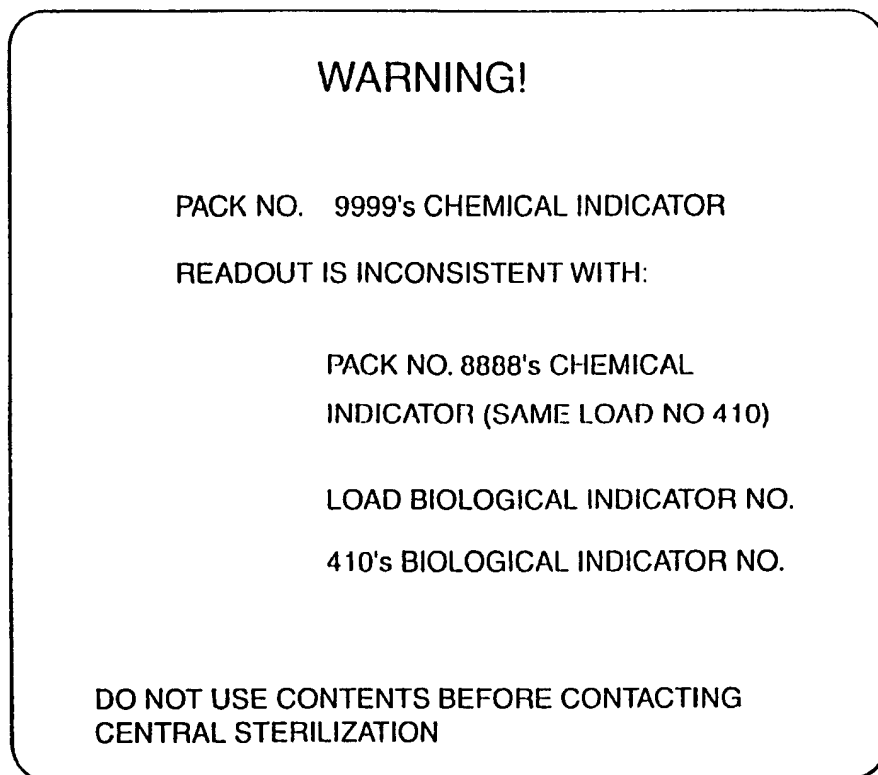 WARNING!
PACK NO. 9999's CHEMICAL INDICATOR
READOUT IS INCONSISTENT WITH:
PACK NO. 8888's CHEMICAL
INDICATOR (SAME LOAD NO 410)
LOAD BIOLOGICAL INDICATOR NO.
410's BIOLOGICAL INDICATOR NO.
DO NOT USE CONTENTS BEFORE CONTACTING
CENTRAL STERILIZATION